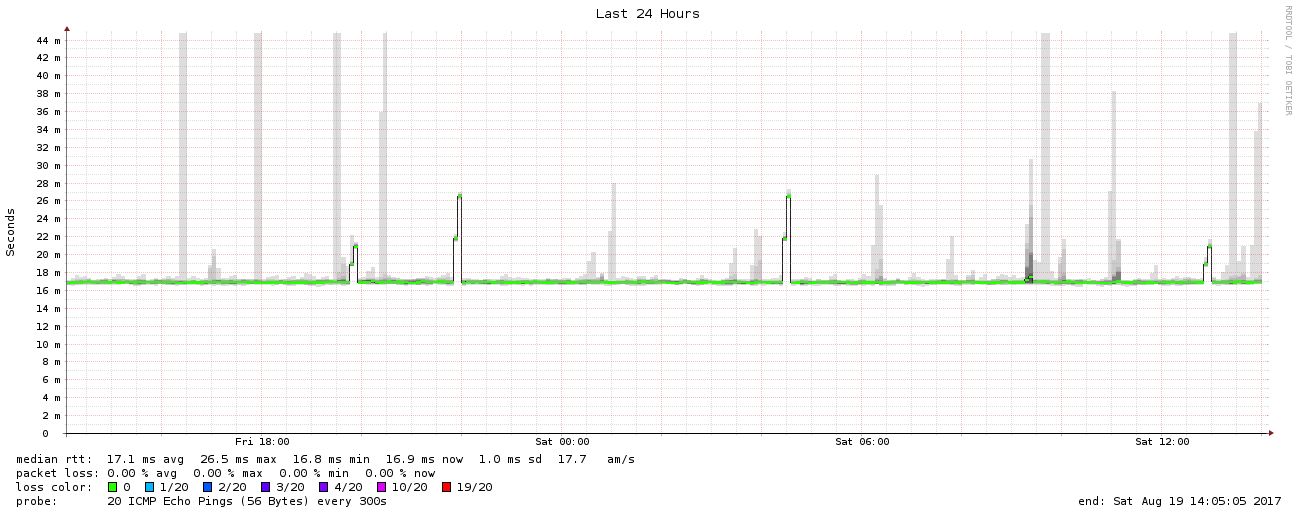 Last 24 Hours
RRDTOOL / TOBI OETIKER
Seconds
44 m
42 m
40 m
38 m
36 m
34 m
32 m
30 m
28 m
26 m
24 m
22 m
20 m
18 m
16 m
14 m
12 m
10 m
8 m
6 m
4 m
2 m
0
Fri 18:00 Sat 00:00 Sat 06:00 Sat 12:00
median rtt: 17.1 ms avg 26.5 ms max 16.8 ms min 16.9 ms now 1.0 ms sd 17.7 am/s
packet loss: 0.00 % avg 0.00 % max 0.00 % min 0.00 % now
loss color: 0 1/20 2/20 3/20 4/20 10/20 19/20
probe: 20 ICMP Echo Pings (56 Bytes) every 300s end: Sat Aug 19 14:05:05 2017